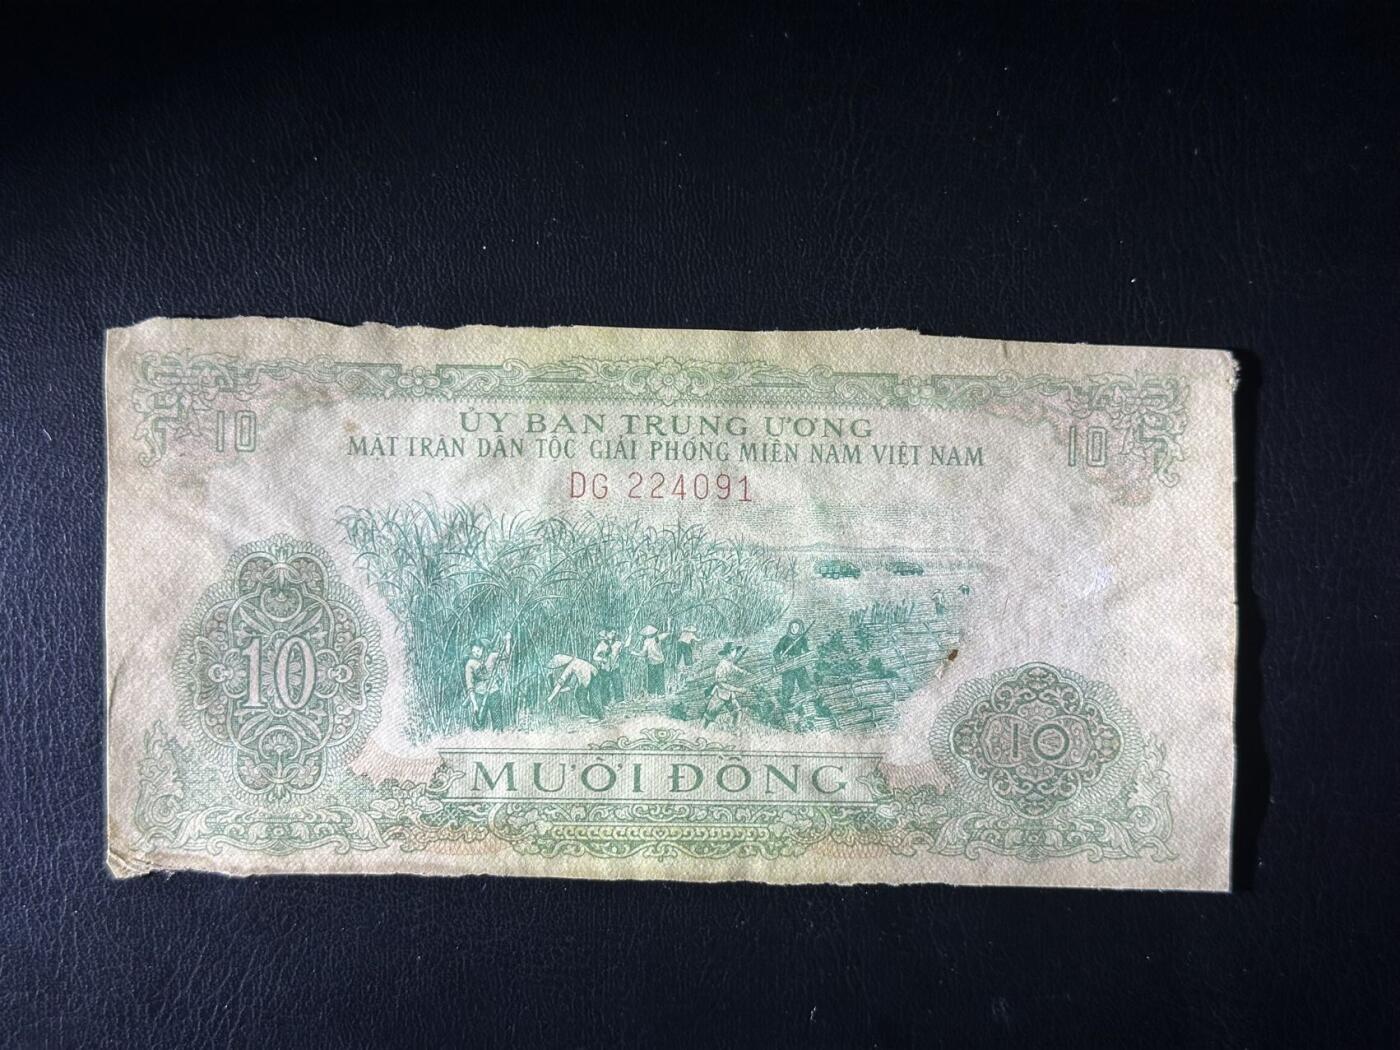 10
10
ỦY BAN TRUNG ƯƠNG
MẶT TRẬN DÂN TỘC GIẢI PHÓNG MIỀN NAM VIỆT NAM
DG 224091
10
10
MƯỜI ĐỒNG